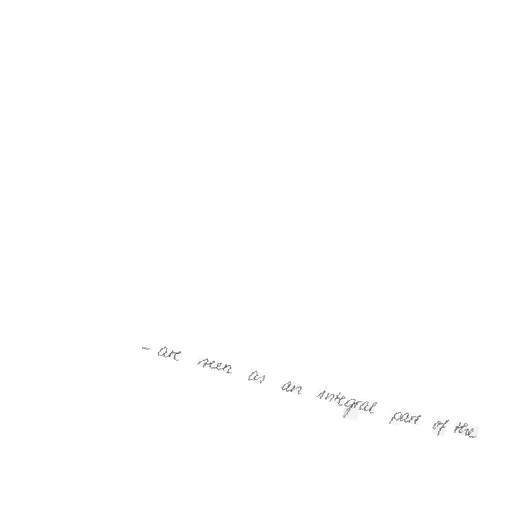 - are seen as an integral part of the